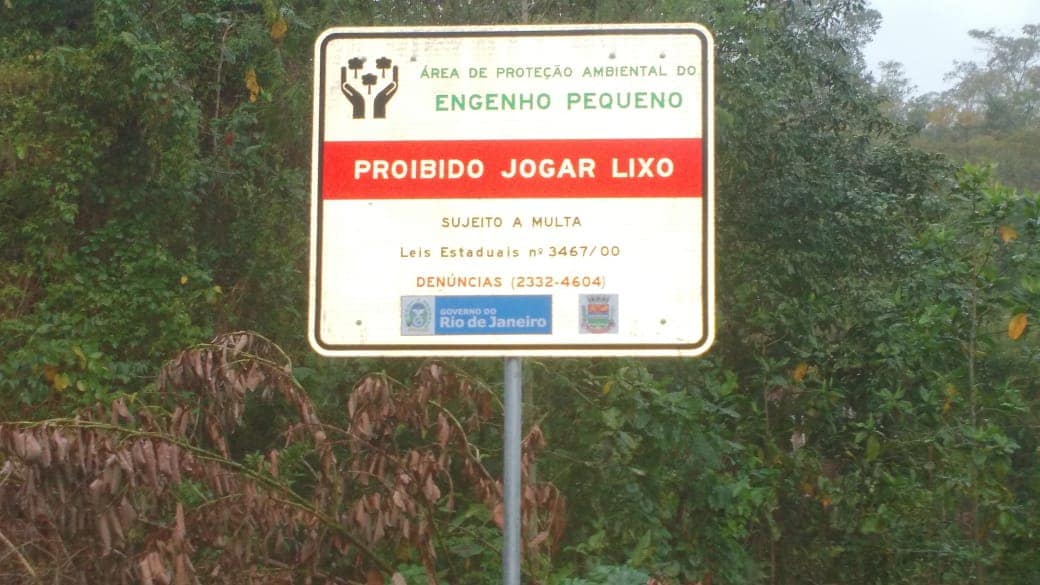 ÁREA DE PROTEÇÃO AMBIENTAL DO
ENGENHO PEQUENO
PROIBIDO JOGAR LIXO
SUJEITO A MULTA
Leis Estaduais nº 3467/00
DENÚNCIAS (2332-4604)
GOVERNO DO
Rio de Janeiro